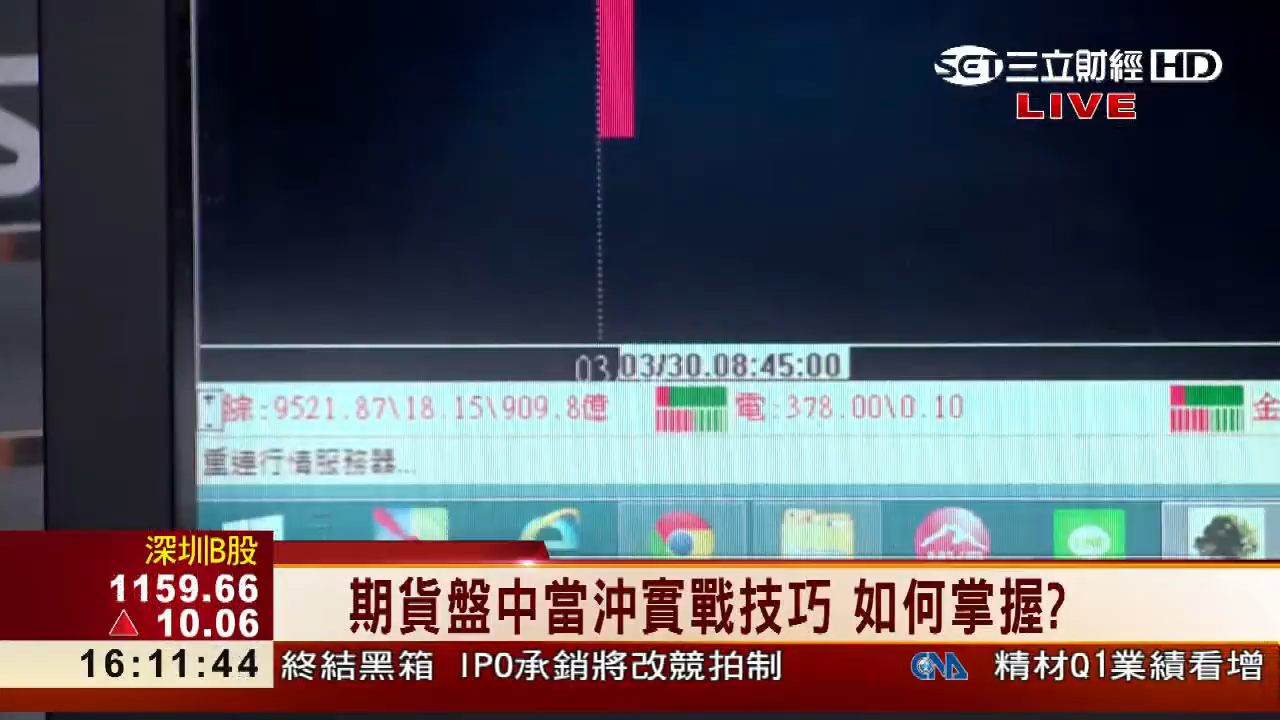 SET三立財經HD
LIVE
03/30.08:45:00
綜:9521.87\18.15\909.8億
電:378.00\0.10
金
重連行情服務器...
LINE
深圳B股
1159.66
▲ 10.06
16:11:44
期貨盤中當沖實戰技巧 如何掌握?
終結黑箱 IPO承銷將改競拍制
CNA 精材Q1業績看增